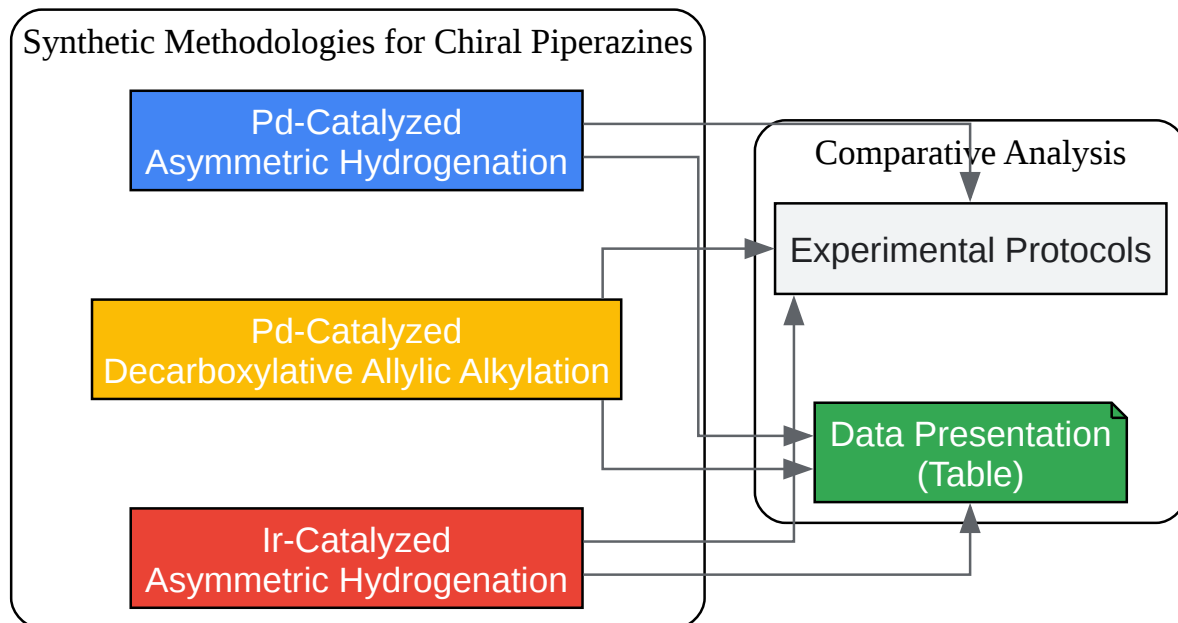 Synthetic Methodologies for Chiral Piperazines
Pd-Catalyzed
Asymmetric Hydrogenation
Pd-Catalyzed
Decarboxylative Allylic Alkylation
Ir-Catalyzed
Asymmetric Hydrogenation
Comparative Analysis
Experimental Protocols
Data Presentation
(Table)